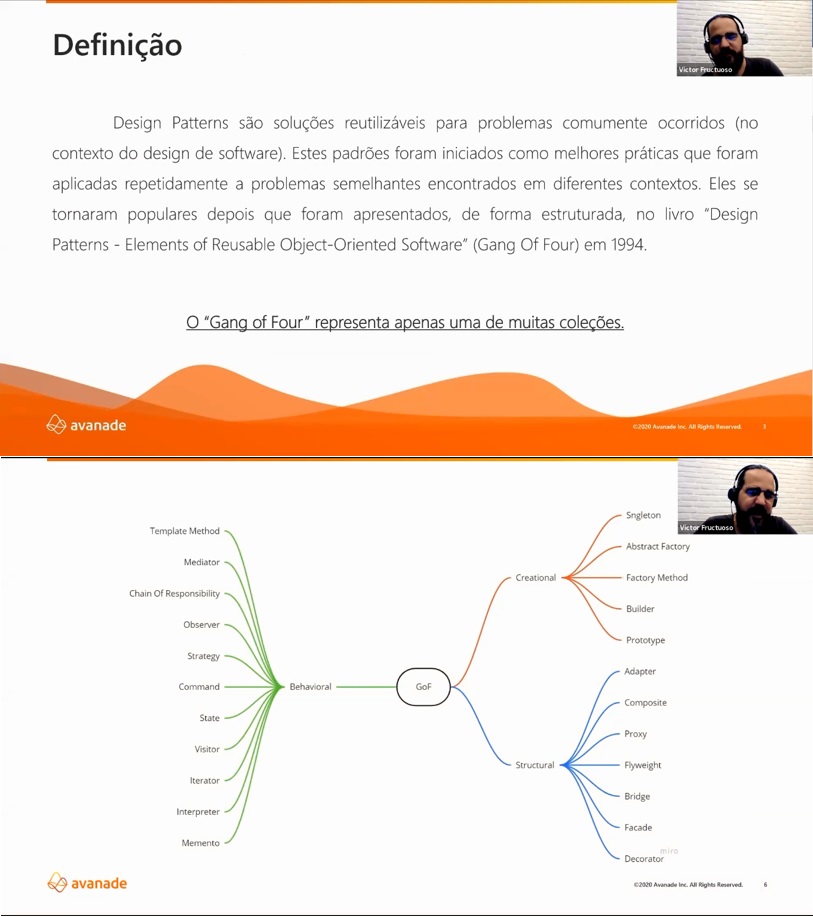 Definição
Victor Fructuoso
Design Patterns são soluções reutilizáveis para problemas comumente ocorridos (no
contexto do design de software). Estes padrões foram iniciados como melhores práticas que foram
aplicadas repetidamente a problemas semelhantes encontrados em diferentes contextos. Eles se
tornaram populares depois que foram apresentados, de forma estruturada, no livro “Design
Patterns - Elements of Reusable Object-Oriented Software” (Gang Of Four) em 1994.
O “Gang of Four” representa apenas uma de muitas coleções.
avanade
©2020 Avanade Inc. All Rights Reserved. 3
Victor Fructuoso
Template Method
Mediator
Chain Of Responsibility
Observer
Strategy
Command
State
Visitor
Iterator
Interpreter
Memento
Behavioral
GoF
Creational
Sngleton
Abstract Factory
Factory Method
Builder
Prototype
Structural
Adapter
Composite
Proxy
Flyweight
Bridge
Facade
Decorator
miro
avanade
©2020 Avanade Inc. All Rights Reserved. 6